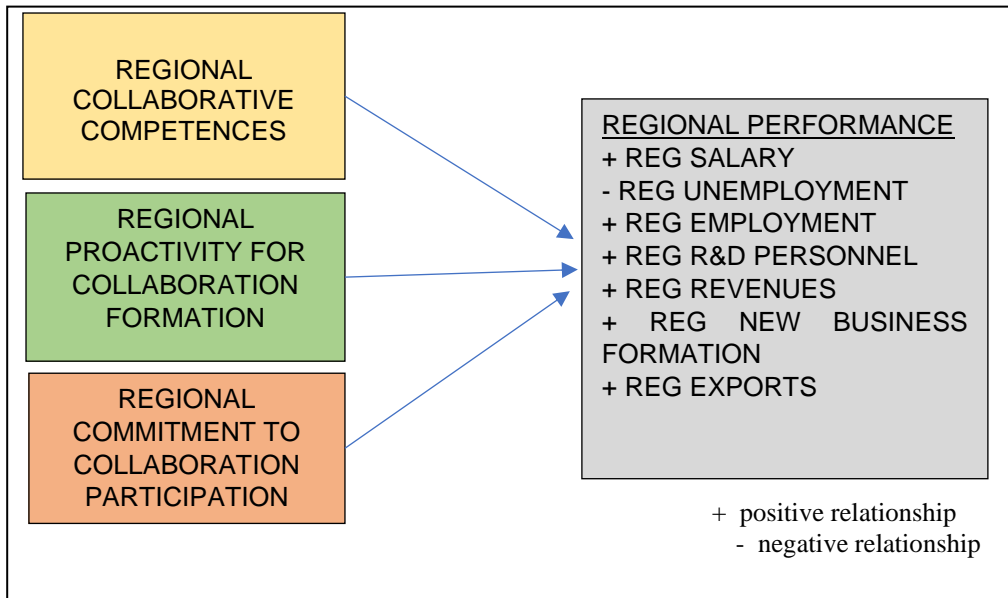 REGIONAL
COLLABORATIVE
COMPETENCES
REGIONAL
PROACTIVITY FOR
COLLABORATION
FORMATION
REGIONAL
COMMITMENT TO
COLLABORATION
PARTICIPATION
REGIONAL PERFORMANCE
+ REG SALARY
- REG UNEMPLOYMENT
+ REG EMPLOYMENT
+ REG R&D PERSONNEL
+ REG REVENUES
+ REG NEW BUSINESS
FORMATION
+ REG EXPORTS
+ positive relationship
- negative relationship